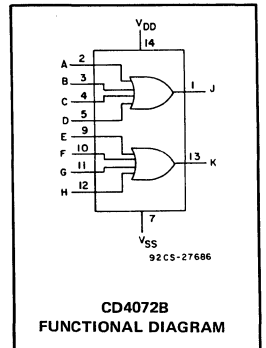 VDD
14
A 2
B 3
C 4
D 5
1 J
E 9
F 10
G 11
H 12
13 K
7
VSS
92CS-27686
CD4072B
FUNCTIONAL DIAGRAM